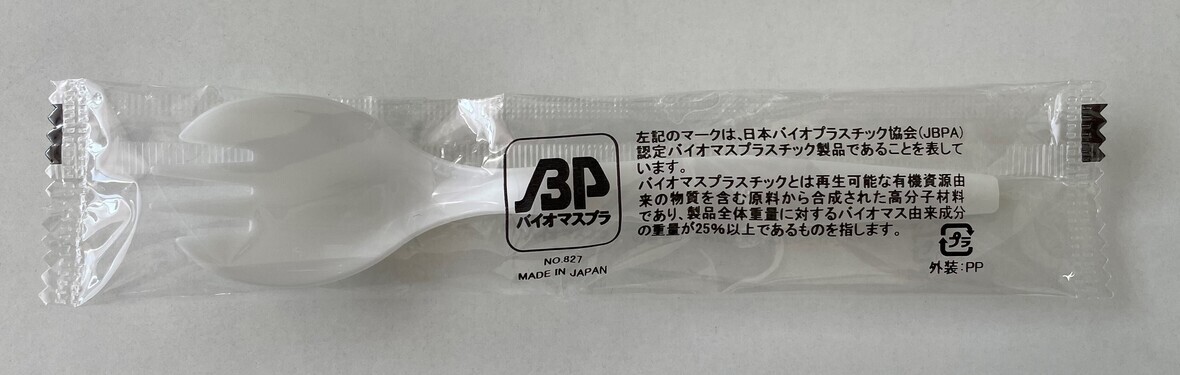 BP
バイオマスプラ
NO.827
MADE IN JAPAN
左記のマークは、日本バイオプラスチック協会(JBPA)
認定バイオマスプラスチック製品であることを表して
います。
バイオマスプラスチックとは再生可能な有機資源由
来の物質を含む原料から合成された高分子材料
であり、製品全体重量に対するバイオマス由来成分
の重量が25%以上であるものを指します。
プラ
外装:PP